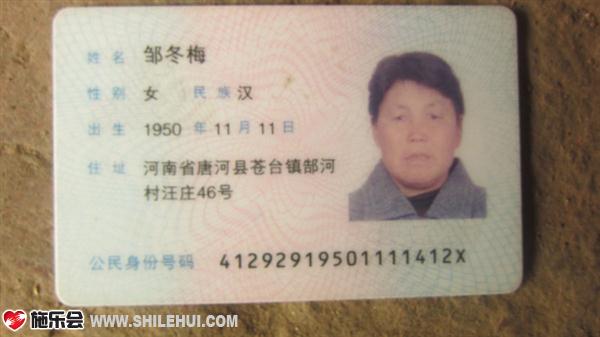 姓名 邹冬梅
性别 女 民族 汉
出生 1950 年 11 月 11 日
住址 河南省唐河县苍台镇郜河
村汪庄46号
公民身份号码 41292919501111412X
施乐会 WWW.SHILEHUI.COM